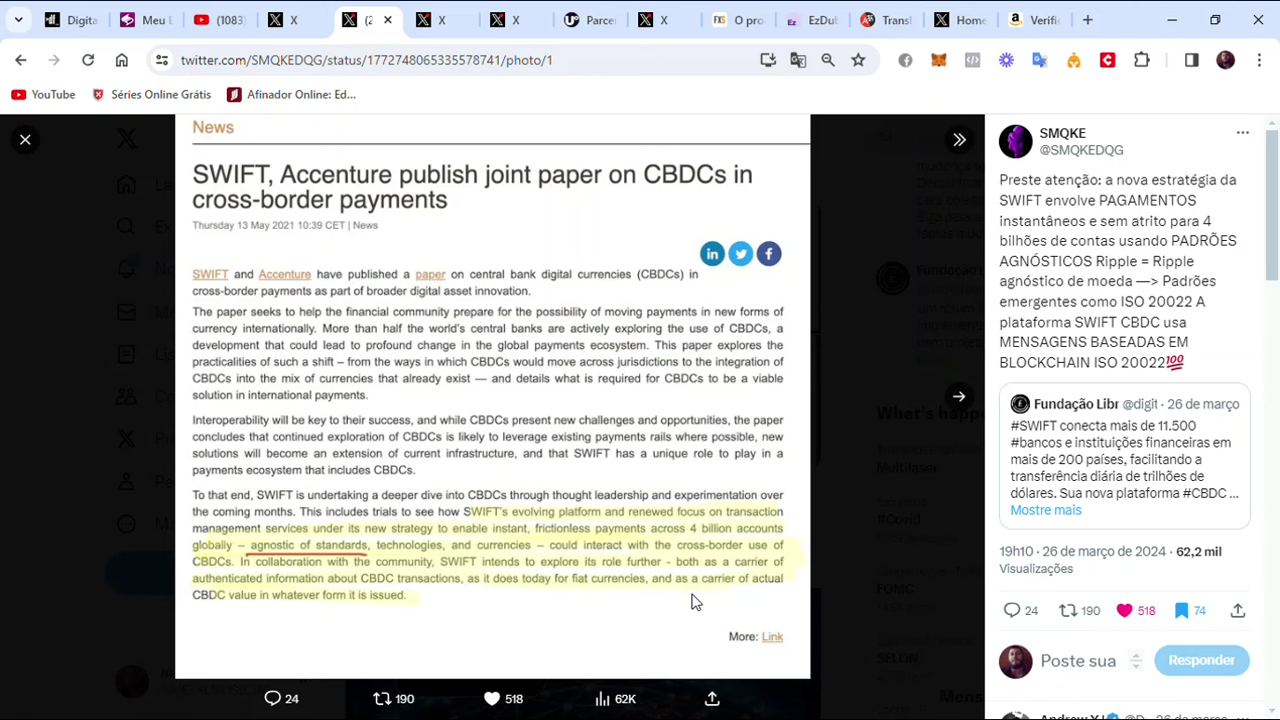 Digita
Meu E
(1083)
X
(2
X
X
Parce
X
O pro
EzDub
Transl
Home
Verifi
twitter.com/SMQKEDQG/status/1772748065335578741/photo/1
YouTube
Séries Online Grátis
Afinador Online: Ed...
News
SWIFT, Accenture publish joint paper on CBDCs in
cross-border payments
Thursday 13 May 2021 10:39 CET | News
SWIFT and Accenture have published a paper on central bank digital currencies (CBDCs) in
cross-border payments as part of broader digital asset innovation.
The paper seeks to help the financial community prepare for the possibility of moving payments in new forms of
currency internationally. More than half the world's central banks are actively exploring the use of CBDCs, a
development that could lead to profound change in the global payments ecosystem. This paper explores the
practicalities of such a shift – from the ways in which CBDCs would move across jurisdictions to the integration of
CBDCs into the mix of currencies that already exist — and details what is required for CBDCs to be a viable
solution in international payments.
Interoperability will be key to their success, and while CBDCs present new challenges and opportunities, the paper
concludes that continued exploration of CBDCs is likely to leverage existing payments rails where possible, new
solutions will become an extension of current infrastructure, and that SWIFT has a unique role to play in a
payments ecosystem that includes CBDCs.
To that end, SWIFT is undertaking a deeper dive into CBDCs through thought leadership and experimentation over
the coming months. This includes trials to see how SWIFT's evolving platform and renewed focus on transaction
management services under its new strategy to enable instant, frictionless payments across 4 billion accounts
globally – agnostic of standards, technologies, and currencies – could interact with the cross-border use of
CBDCs. In collaboration with the community, SWIFT intends to explore its role further - both as a carrier of
authenticated information about CBDC transactions, as it does today for fiat currencies, and as a carrier of actual
CBDC value in whatever form it is issued.
More: Link
24
190
518
62K
SMQKE
@SMQKEDQG
Preste atenção: a nova estratégia da
SWIFT envolve PAGAMENTOS
instantâneos e sem atrito para 4
bilhões de contas usando PADRÕES
AGNÓSTICOS Ripple = Ripple
agnóstico de moeda —> Padrões
emergentes como ISO 20022 A
plataforma SWIFT CBDC usa
MENSAGENS BASEADAS EM
BLOCKCHAIN ISO 20022💯
Fundação Libr @digit · 26 de março
#SWIFT conecta mais de 11.500
#bancos e instituições financeiras em
mais de 200 países, facilitando a
transferência diária de trilhões de
dólares. Sua nova plataforma #CBDC ...
Mostre mais
19h10 · 26 de março de 2024 · 62,2 mil
Visualizações
24
190
518
74
Poste sua
Responder
What's happe
Multilaser
#Covid
FOMC
SELON